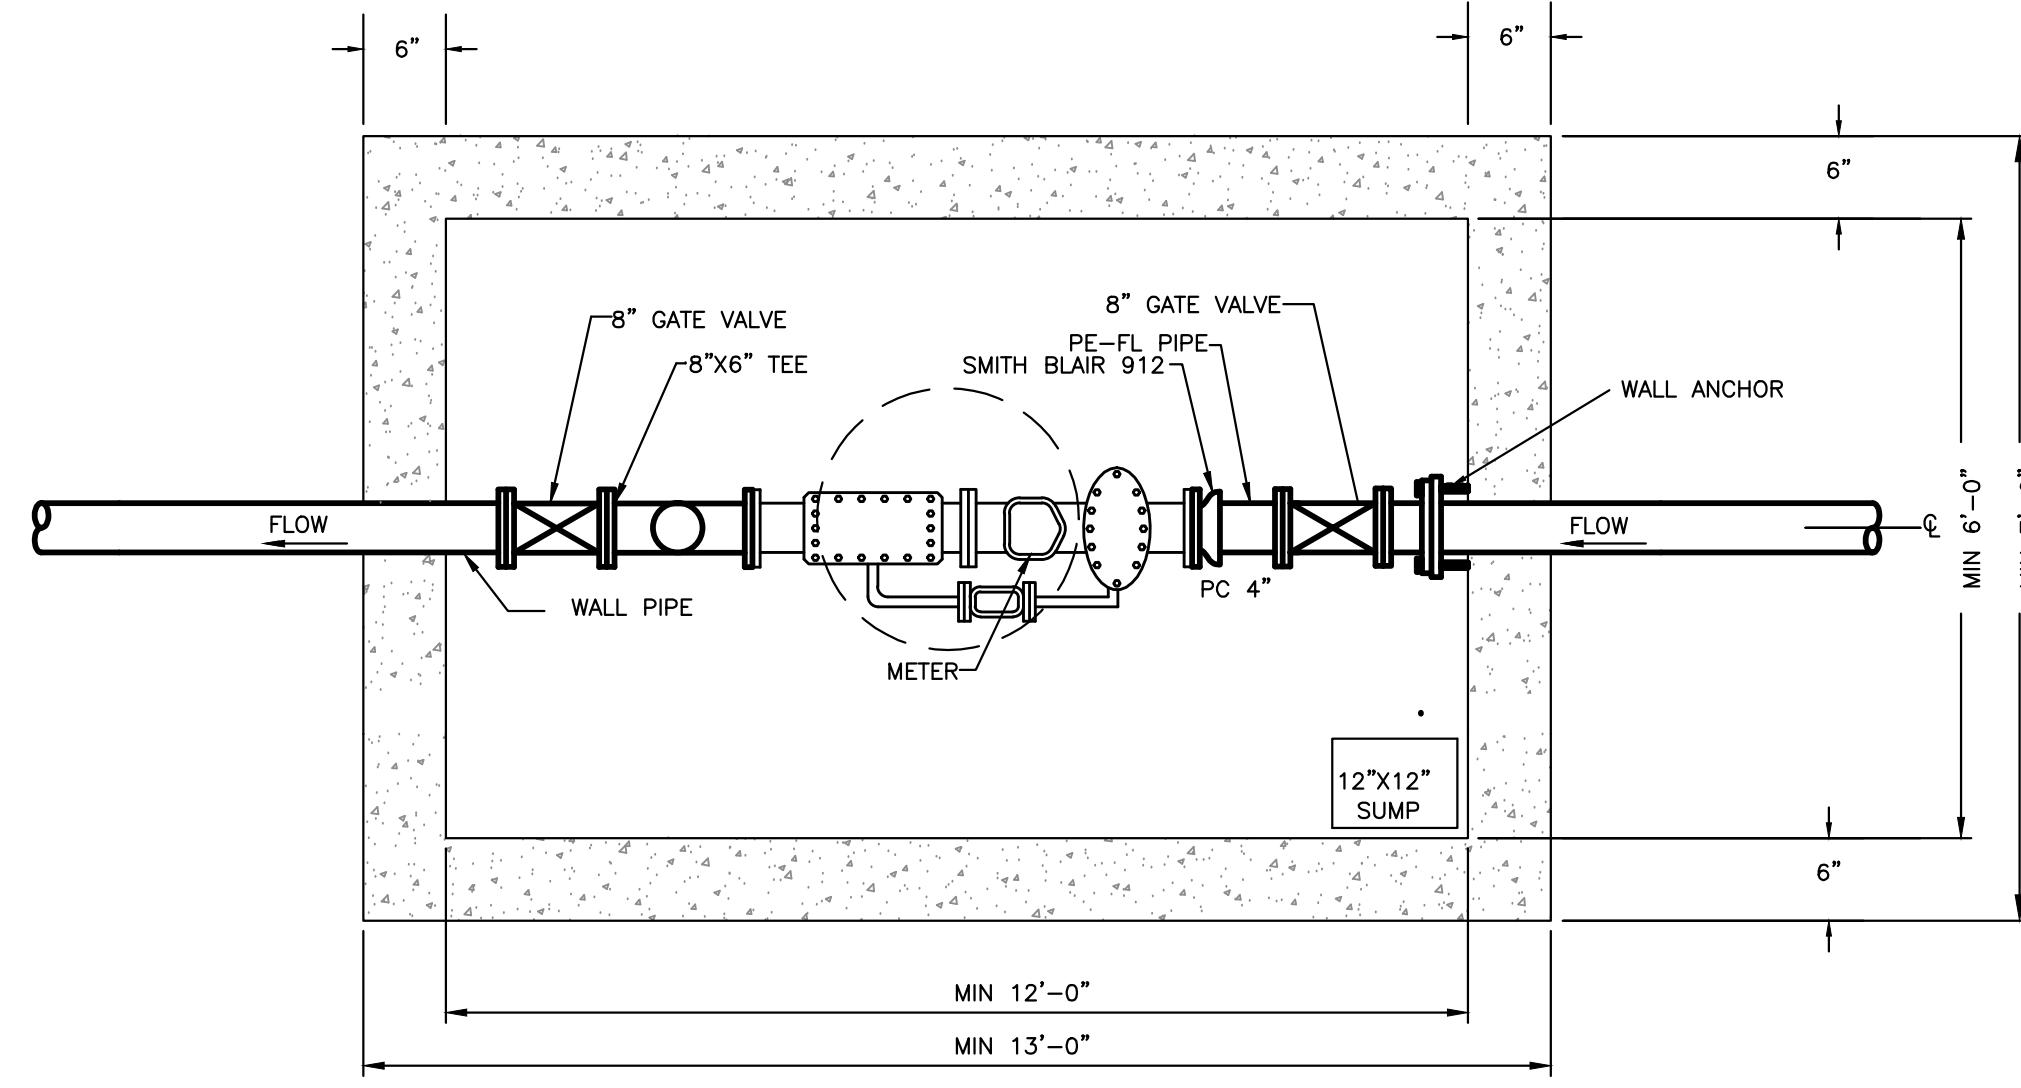 6”
6”
6”
8” GATE VALVE
8” GATE VALVE
PE–FL PIPE
8”X6” TEE
SMITH BLAIR 912
WALL ANCHOR
FLOW
FLOW
℄
MIN 6’–0”
PC 4”
WALL PIPE
METER
12”X12”
SUMP
6”
MIN 12’–0”
MIN 13’–0”